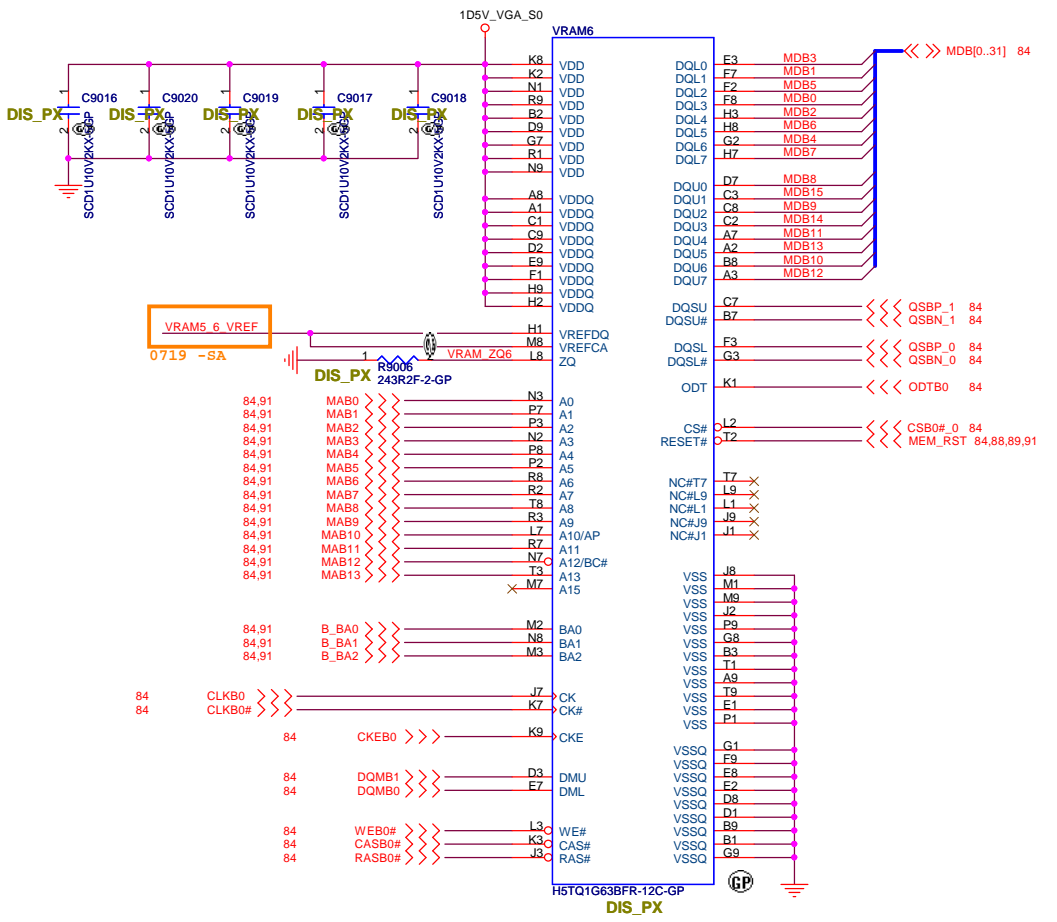 1D5V_VGA_S0
VRAM6
K8 VDD
K2 VDD
N1 VDD
R9 VDD
B2 VDD
D9 VDD
G7 VDD
R1 VDD
N9 VDD
A8 VDDQ
A1 VDDQ
C1 VDDQ
C9 VDDQ
D2 VDDQ
E9 VDDQ
F1 VDDQ
H9 VDDQ
H2 VDDQ
1 C9016 2 DIS_PX
1 C9020 2 DIS_PX SCD1U10V2KX-
1 C9019 2 DIS_PX SCD1U10V2KX-
1 C9017 2 DIS_PX SCD1U10V2KX-
1 C9018 2 DIS_PX SCD1U10V2KX-
SCD1U10V2KX-
VRAM5_6_VREF
0719 -SA
H1 VREFDQ
M8 VREFCA
VRAM_ZQ6 L8 ZQ
1 R9006 2
DIS_PX 243R2F-2-GP
84,91 MAB0 N3 A0
84,91 MAB1 P7 A1
84,91 MAB2 P3 A2
84,91 MAB3 N2 A3
84,91 MAB4 P8 A4
84,91 MAB5 P2 A5
84,91 MAB6 R8 A6
84,91 MAB7 R2 A7
84,91 MAB8 T8 A8
84,91 MAB9 R3 A9
84,91 MAB10 L7 A10/AP
84,91 MAB11 R7 A11
84,91 MAB12 N7 A12/BC#
84,91 MAB13 T3 A13
M7 A15
84,91 B_BA0 M2 BA0
84,91 B_BA1 N8 BA1
84,91 B_BA2 M3 BA2
84 CLKB0 J7 CK
84 CLKB0# K7 CK#
84 CKEB0 K9 CKE
84 DQMB1 D3 DMU
84 DQMB0 E7 DML
84 WEB0# L3 WE#
84 CASB0# K3 CAS#
84 RASB0# J3 RAS#
DQL0 E3 MDB3
DQL1 F7 MDB1
DQL2 F2 MDB5
DQL3 F8 MDB0
DQL4 H3 MDB2
DQL5 H8 MDB6
DQL6 G2 MDB4
DQL7 H7 MDB7
MDB[0..31] 84
DQU0 D7 MDB8
DQU1 C3 MDB15
DQU2 C8 MDB9
DQU3 C2 MDB14
DQU4 A7 MDB11
DQU5 A2 MDB13
DQU6 B8 MDB10
DQU7 A3 MDB12
DQSU C7 QSBP_1 84
DQSU# B7 QSBN_1 84
DQSL F3 QSBP_0 84
DQSL# G3 QSBN_0 84
ODT K1 ODTB0 84
CS# L2 CSB0#_0 84
RESET# T2 MEM_RST 84,88,89,91
NC#T7 T7
NC#L9 L9
NC#L1 L1
NC#J9 J9
NC#J1 J1
VSS J8
VSS M1
VSS M9
VSS J2
VSS P9
VSS G8
VSS B3
VSS T1
VSS A9
VSS T9
VSS E1
VSS P1
VSSQ G1
VSSQ F9
VSSQ E8
VSSQ E2
VSSQ D8
VSSQ D1
VSSQ B9
VSSQ B1
VSSQ G9
H5TQ1G63BFR-12C-GP
GP
DIS_PX